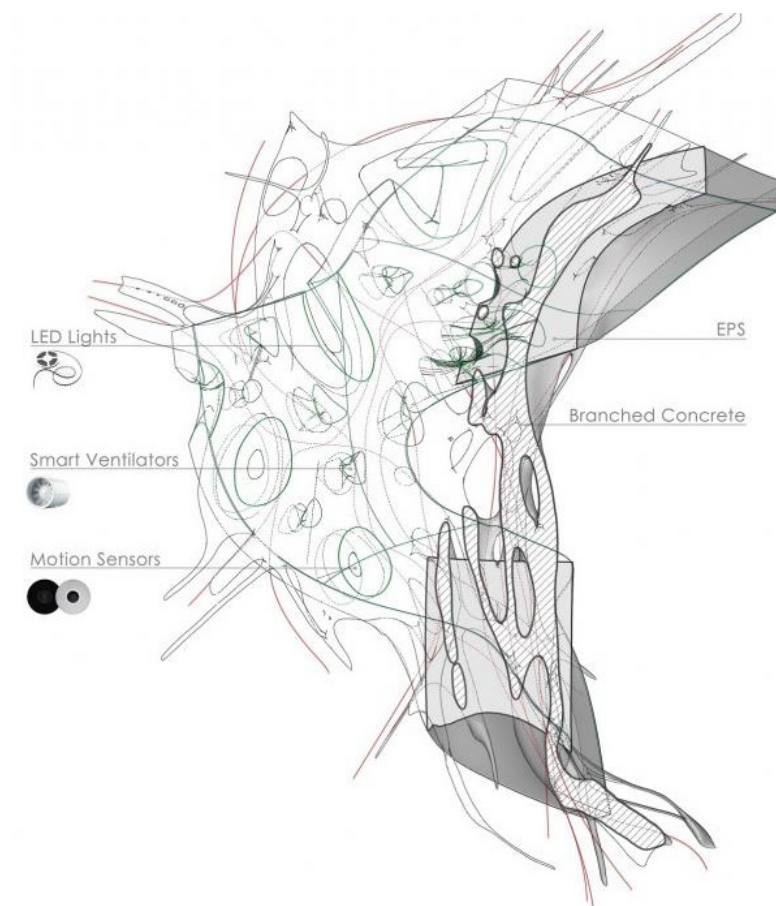 LED Lights
EPS
Branched Concrete
Smart Ventilators
Motion Sensors